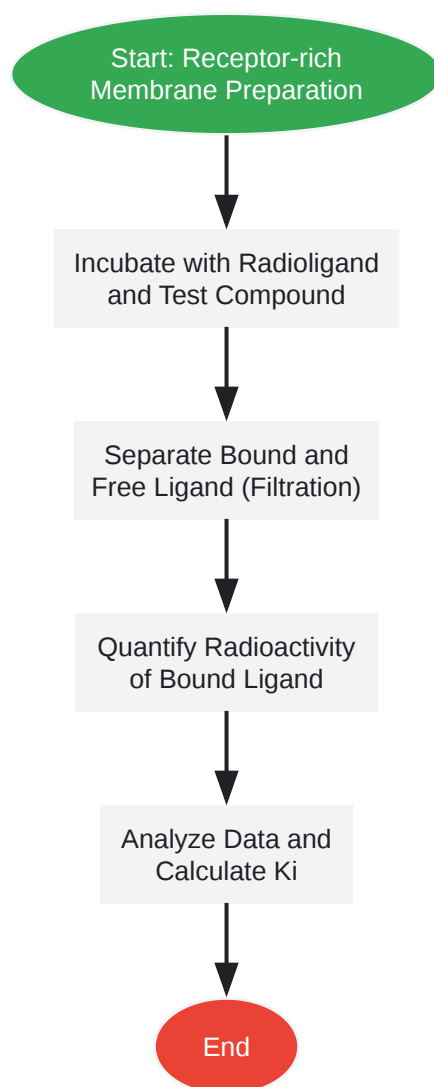 Start: Receptor-rich
Membrane Preparation
Incubate with Radioligand
and Test Compound
Separate Bound and
Free Ligand (Filtration)
Quantify Radioactivity
of Bound Ligand
Analyze Data and
Calculate Ki
End